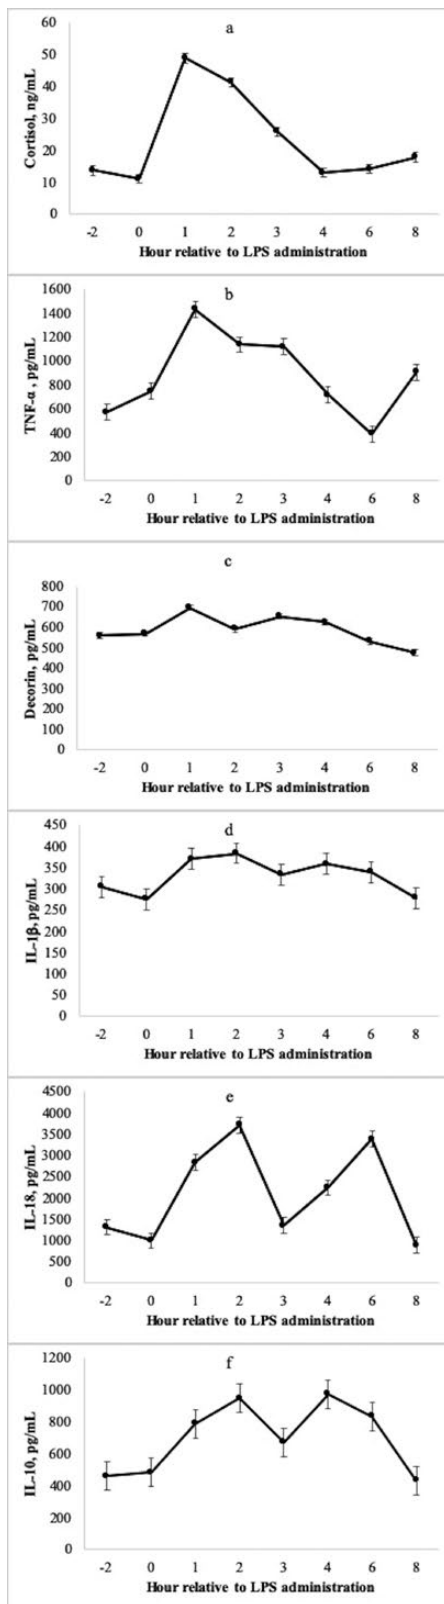 a
Cortisol, ng/mL
60
50
40
30
20
10
0
-2 0 1 2 3 4 6 8
Hour relative to LPS administration
b
TNF-α , pg/mL
1600
1400
1200
1000
800
600
400
200
0
-2 0 1 2 3 4 6 8
Hour relative to LPS administration
c
Decorin, pg/mL
800
700
600
500
400
300
200
100
0
-2 0 1 2 3 4 6 8
Hour relative to LPS administration
d
IL-1β, pg/mL
450
400
350
300
250
200
150
100
50
0
-2 0 1 2 3 4 6 8
Hour relative to LPS administration
e
IL-18, pg/mL
4500
4000
3500
3000
2500
2000
1500
1000
500
0
-2 0 1 2 3 4 6 8
Hour relative to LPS administration
f
IL-10, pg/mL
1200
1000
800
600
400
200
0
-2 0 1 2 3 4 6 8
Hour relative to LPS administration